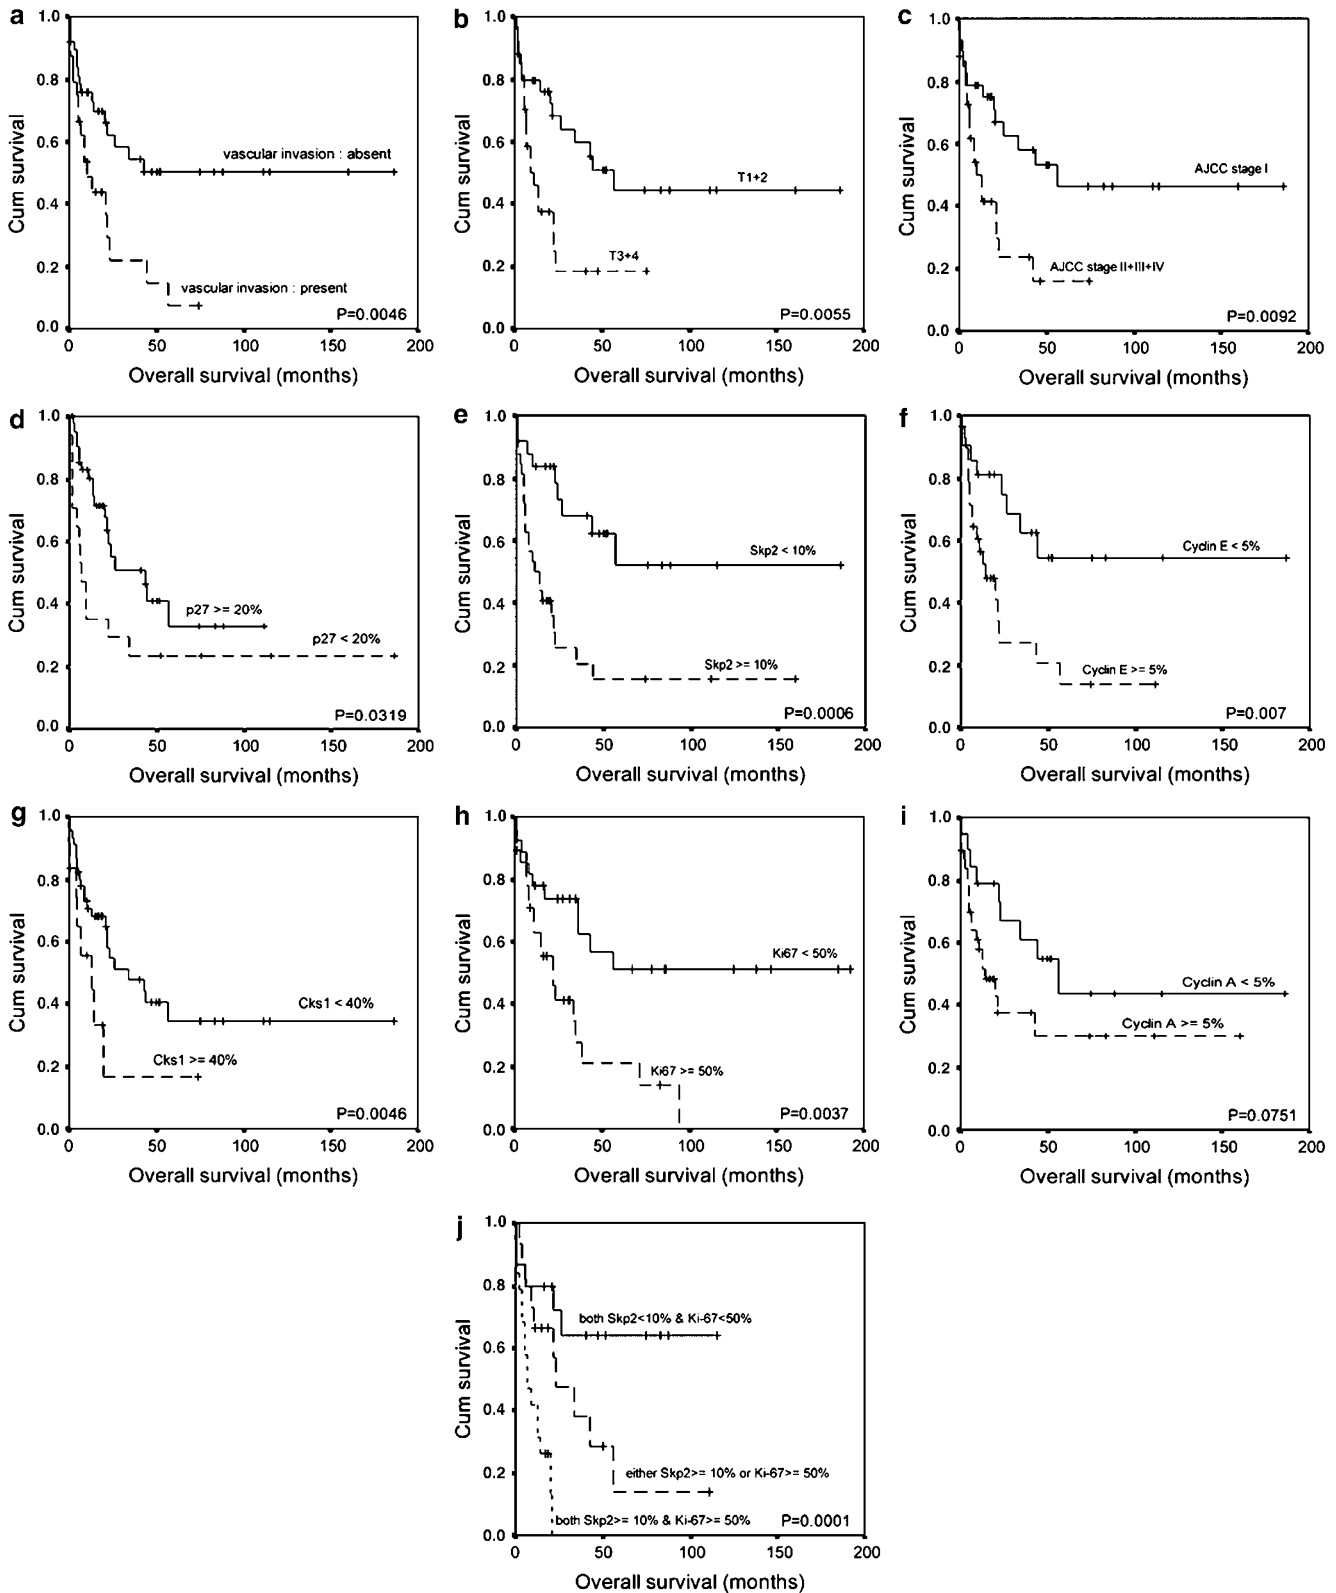 a
1.0
0.8
0.6
0.4
0.2
0.0
Cum survival
vascular invasion : absent
vascular invasion : present
P=0.0046
0 50 100 150 200
Overall survival (months)
b
1.0
0.8
0.6
0.4
0.2
0.0
Cum survival
T1+2
T3+4
P=0.0055
0 50 100 150 200
Overall survival (months)
c
1.0
0.8
0.6
0.4
0.2
0.0
Cum survival
AJCC stage I
AJCC stage II+III+IV
P=0.0092
0 50 100 150 200
Overall survival (months)
d
1.0
0.8
0.6
0.4
0.2
0.0
Cum survival
p27 >= 20%
p27 < 20%
P=0.0319
0 50 100 150 200
Overall survival (months)
e
1.0
0.8
0.6
0.4
0.2
0.0
Cum survival
Skp2 < 10%
Skp2 >= 10%
P=0.0006
0 50 100 150 200
Overall survival (months)
f
1.0
0.8
0.6
0.4
0.2
0.0
Cum survival
Cyclin E < 5%
Cyclin E >= 5%
P=0.007
0 50 100 150 200
Overall survival (months)
g
1.0
0.8
0.6
0.4
0.2
0.0
Cum survival
Cks1 < 40%
Cks1 >= 40%
P=0.0046
0 50 100 150 200
Overall survival (months)
h
1.0
0.8
0.6
0.4
0.2
0.0
Cum survival
Ki67 < 50%
Ki67 >= 50%
P=0.0037
0 50 100 150 200
Overall survival (months)
i
1.0
0.8
0.6
0.4
0.2
0.0
Cum survival
Cyclin A < 5%
Cyclin A >= 5%
P=0.0751
0 50 100 150 200
Overall survival (months)
j
1.0
0.8
0.6
0.4
0.2
0.0
Cum survival
both Skp2<10% & Ki-67<50%
either Skp2>= 10% or Ki-67>= 50%
both Skp2>= 10% & Ki-67>= 50%
P=0.0001
0 50 100 150 200
Overall survival (months)